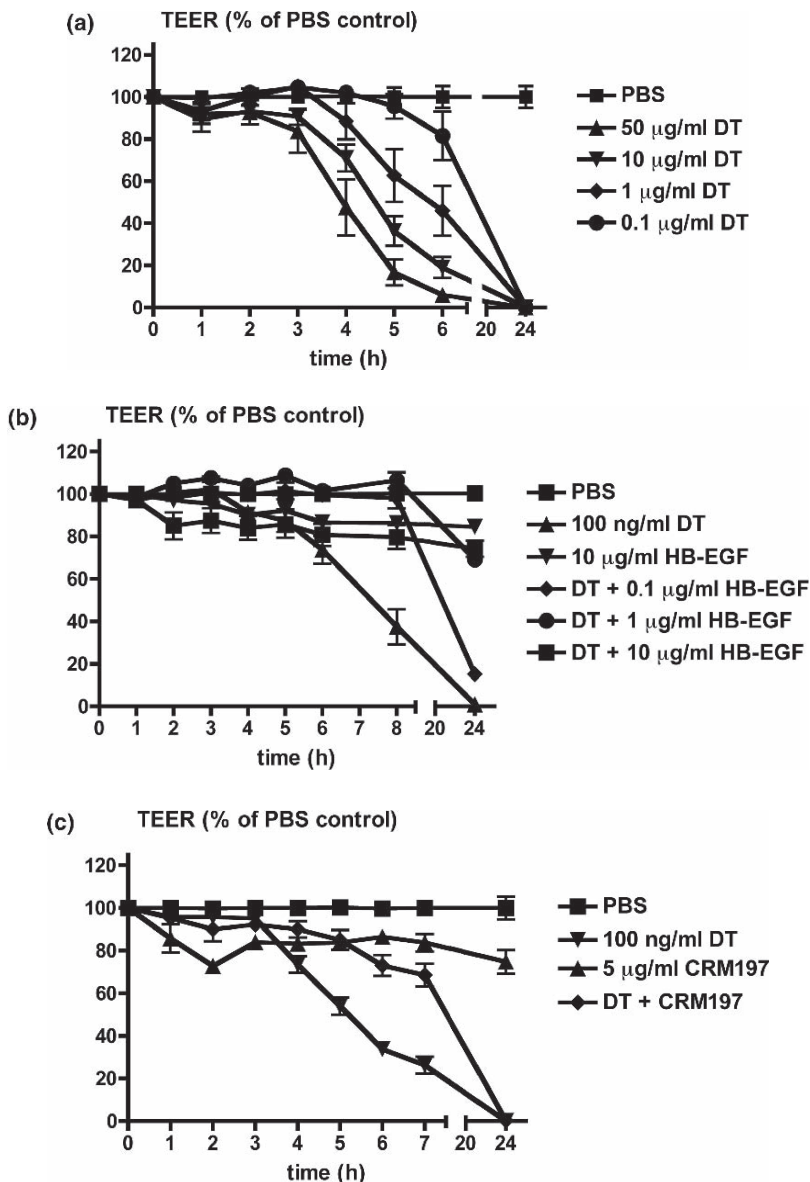 (a)
TEER (% of PBS control)
120
100
80
60
40
20
0
0 1 2 3 4 5 6 20 24
time (h)
PBS
50 μg/ml DT
10 μg/ml DT
1 μg/ml DT
0.1 μg/ml DT
(b)
TEER (% of PBS control)
120
100
80
60
40
20
0
0 1 2 3 4 5 6 7 8 20 24
time (h)
PBS
100 ng/ml DT
10 μg/ml HB-EGF
DT + 0.1 μg/ml HB-EGF
DT + 1 μg/ml HB-EGF
DT + 10 μg/ml HB-EGF
(c)
TEER (% of PBS control)
120
100
80
60
40
20
0
0 1 2 3 4 5 6 7 20 24
time (h)
PBS
100 ng/ml DT
5 μg/ml CRM197
DT + CRM197